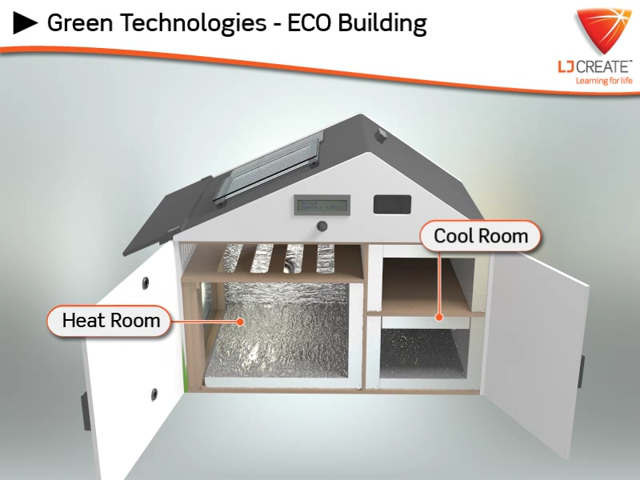 Green Technologies - ECO Building
LJ CREATE™
Learning for life
Cool Room
Heat Room